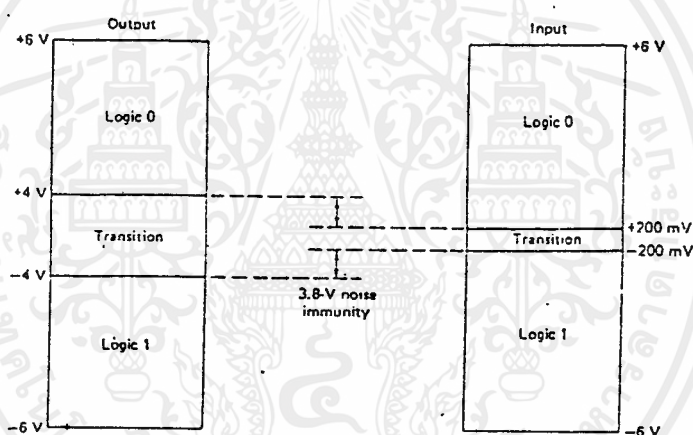 Output
+6 V
Logic 0
+4 V
Transition
-4 V
Logic 1
-6 V
3.8-V noise
immunity
Input
+6 V
Logic 0
+200 mV
Transition
-200 mV
Logic 1
-6 V